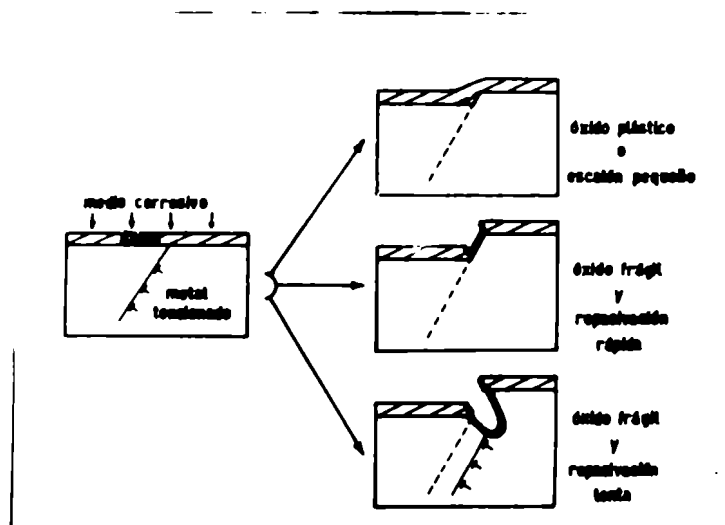 medio corrosivo
metal
tensionado
óxido plástico
o
escalón pequeño
óxido frágil
y
repasivación
rápida
óxido frágil
y
repasivación
lenta